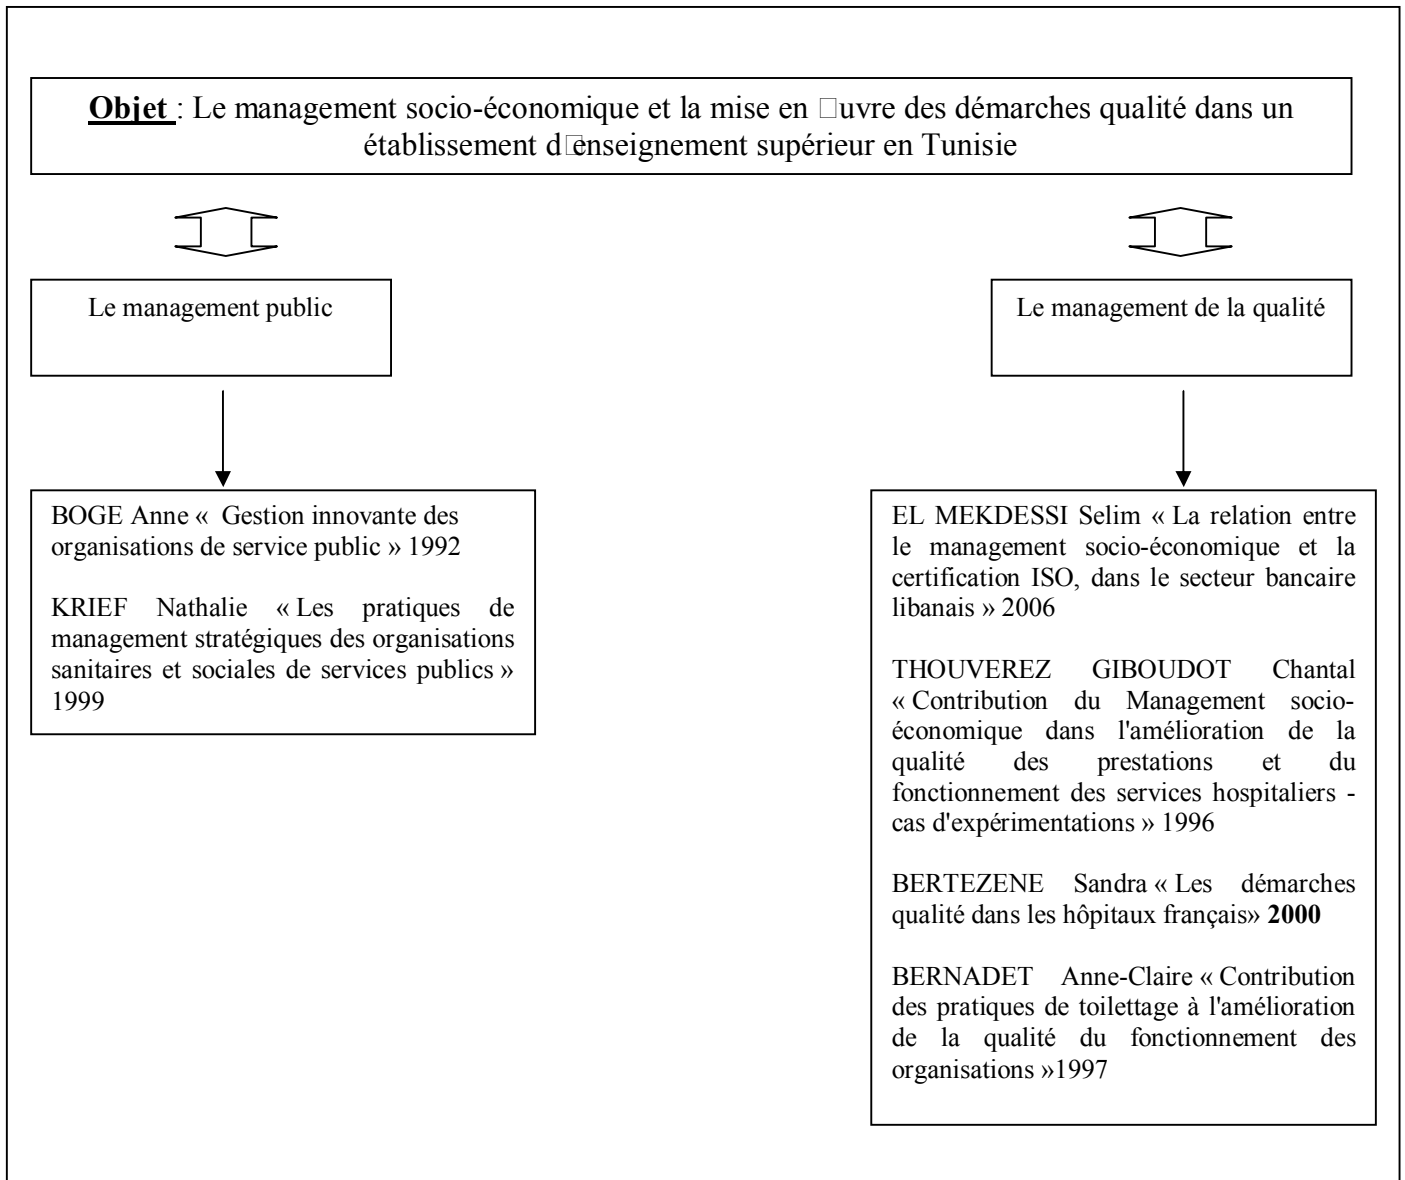 Objet : Le management socio-économique et la mise en □uvre des démarches qualité dans un
établissement d□enseignement supérieur en Tunisie
Le management public
Le management de la qualité
BOGE Anne « Gestion innovante des
organisations de service public » 1992
KRIEF Nathalie « Les pratiques de
management stratégiques des organisations
sanitaires et sociales de services publics »
1999
EL MEKDESSI Selim « La relation entre
le management socio-économique et la
certification ISO, dans le secteur bancaire
libanais » 2006
THOUVEREZ GIBOUDOT Chantal
« Contribution du Management socio-
économique dans l'amélioration de la
qualité des prestations et du
fonctionnement des services hospitaliers -
cas d'expérimentations » 1996
BERTEZENE Sandra « Les démarches
qualité dans les hôpitaux français» 2000
BERNADET Anne-Claire « Contribution
des pratiques de toilettage à l'amélioration
de la qualité du fonctionnement des
organisations »1997